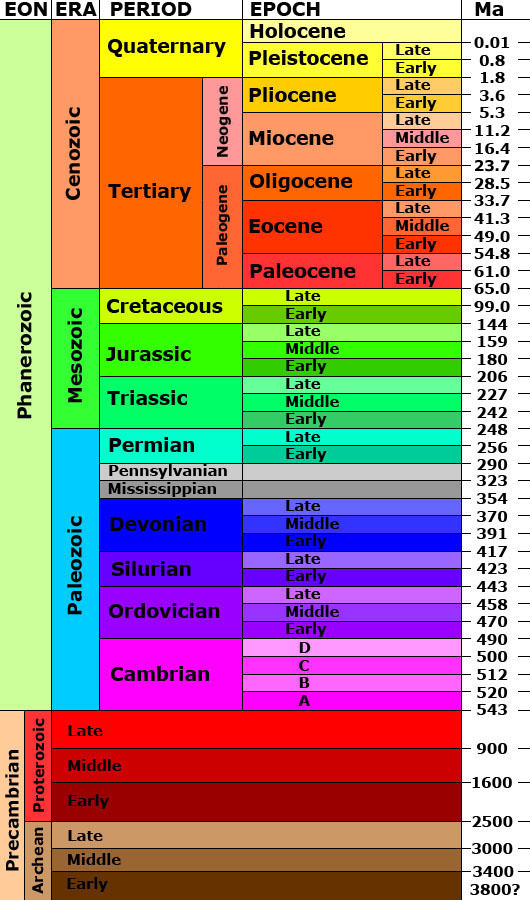 EON ERA PERIOD EPOCH Ma
Phanerozoic
Cenozoic
Quaternary
Holocene
0.01
Pleistocene
Late
0.8
Early
1.8
Tertiary
Neogene
Pliocene
Late
3.6
Early
5.3
Miocene
Late
11.2
Middle
16.4
Early
23.7
Paleogene
Oligocene
Late
28.5
Early
33.7
Eocene
Late
41.3
Middle
49.0
Early
54.8
Paleocene
Late
61.0
Early
65.0
Mesozoic
Cretaceous
Late
99.0
Early
144
Jurassic
Late
159
Middle
180
Early
206
Triassic
Late
227
Middle
242
Early
248
Paleozoic
Permian
Late
256
Early
290
Pennsylvanian
323
Mississippian
354
Devonian
Late
370
Middle
391
Early
417
Silurian
Late
423
Early
443
Ordovician
Late
458
Middle
470
Early
490
Cambrian
D
500
C
512
B
520
A
543
Precambrian
Proterozoic
Late
900
Middle
1600
Early
2500
Archean
Late
3000
Middle
3400
Early
3800?